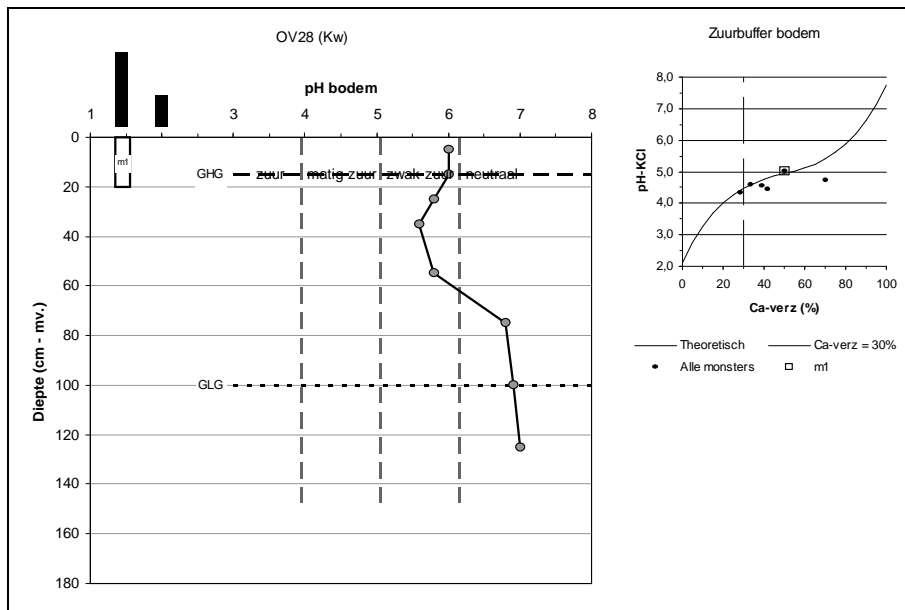 OV28 (Kw)
pH bodem
1 2 3 4 5 6 7 8
0
20
40
60
80
100
120
140
160
180
Diepte (cm - mv.)
m1
GHG
zuur matig zuur zwak zuur neutraal
GLG
Zuurbuffer bodem
8,0
7,0
6,0
5,0
4,0
3,0
2,0
pH-KCl
0 20 40 60 80 100
Ca-verz (%)
Theoretisch Ca-verz = 30%
Alle monsters m1